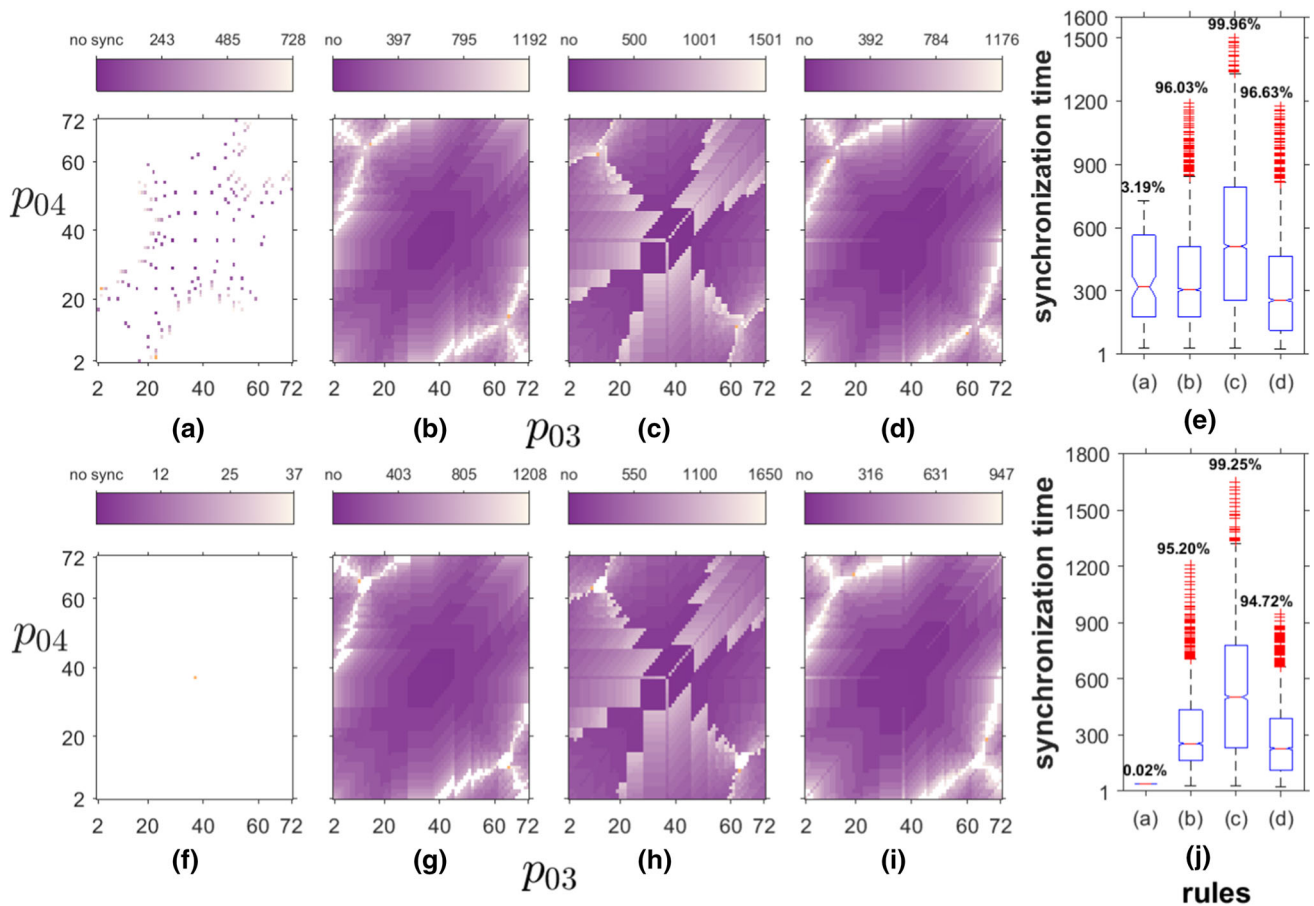 no sync 243 485 728
no 397 795 1192
no 500 1001 1501
no 392 784 1176
72
60
40
20
2
p04
2 20 40 60 72
2 20 40 60 72
2 20 40 60 72
2 20 40 60 72
(a) (b) (c) (d)
p03
1600
1500
1200
900
600
300
1
synchronization time
3.19%
96.03%
99.96%
96.63%
(a) (b) (c) (d)
(e)
no sync 12 25 37
no 403 805 1208
no 550 1100 1650
no 316 631 947
72
60
40
20
2
p04
2 20 40 60 72
2 20 40 60 72
2 20 40 60 72
2 20 40 60 72
(f) (g) (h) (i)
p03
1800
1500
1200
900
600
300
1
synchronization time
0.02%
95.20%
99.25%
94.72%
(a) (b) (c) (d)
(j)
rules